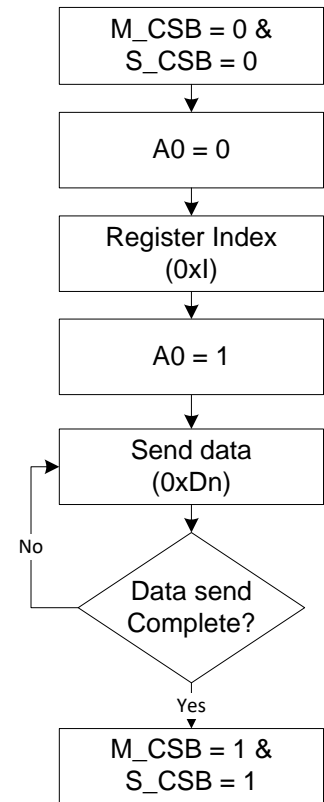 M_CSB = 0 &
S_CSB = 0
A0 = 0
Register Index
(0xI)
A0 = 1
Send data
(0xDn)
No
Data send
Complete?
Yes
M_CSB = 1 &
S_CSB = 1